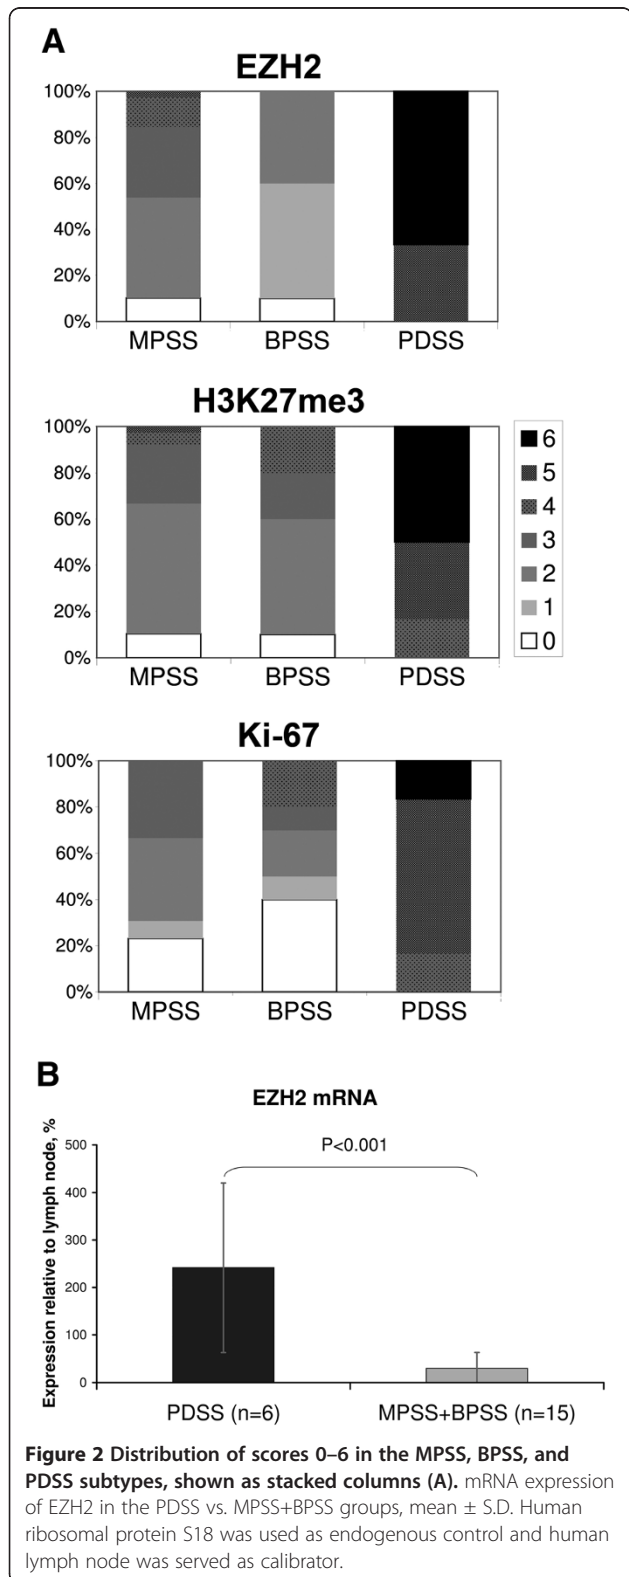 A
EZH2
100%
80%
60%
40%
20%
0%
MPSS BPSS PDSS
H3K27me3
100%
80%
60%
40%
20%
0%
MPSS BPSS PDSS
6
5
4
3
2
1
0
Ki-67
100%
80%
60%
40%
20%
0%
MPSS BPSS PDSS
B
EZH2 mRNA
Expression relative to lymph node, %
500
400
300
200
100
0
P<0.001
PDSS (n=6) MPSS+BPSS (n=15)
Figure 2 Distribution of scores 0–6 in the MPSS, BPSS, and
PDSS subtypes, shown as stacked columns (A). mRNA expression
of EZH2 in the PDSS vs. MPSS+BPSS groups, mean ± S.D. Human
ribosomal protein S18 was used as endogenous control and human
lymph node was served as calibrator.